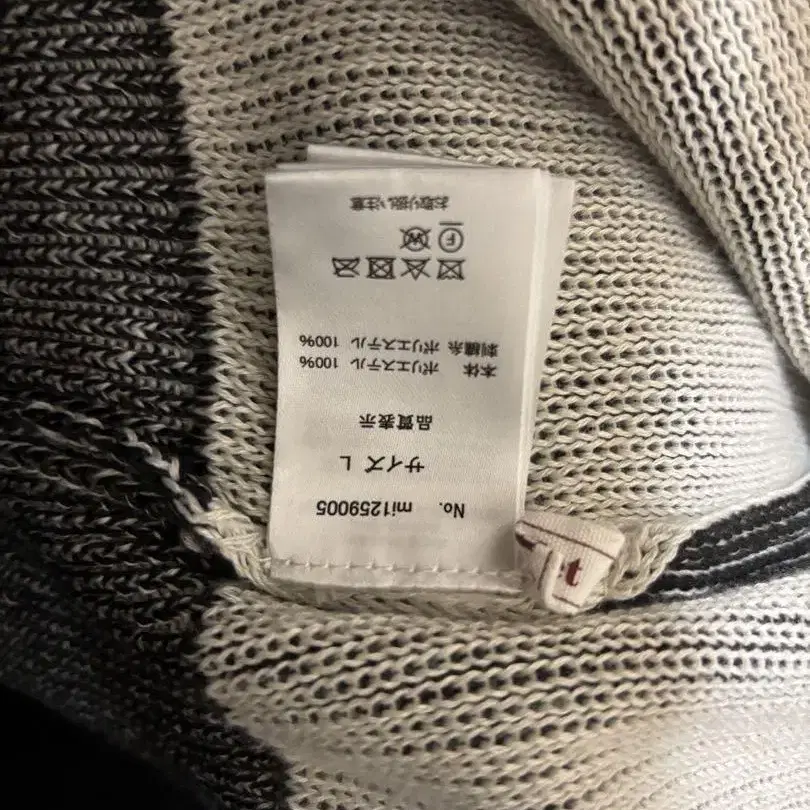 No. mi1259005
サイズ L
品質表示
本体 ポリエステル 100%
刺繍糸 ポリエステル 100%
F W
お取り扱い注意